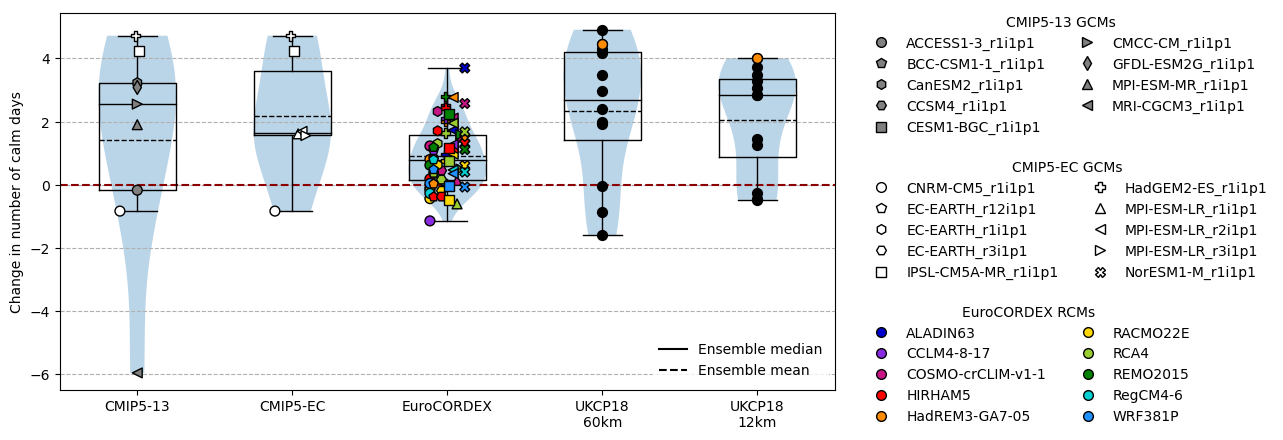 Change in number of calm days
4
2
0
−2
−4
−6
CMIP5-13
CMIP5-EC
EuroCORDEX
UKCP18
60km
UKCP18
12km
Ensemble median
Ensemble mean
CMIP5-13 GCMs
ACCESS1-3_r1i1p1
BCC-CSM1-1_r1i1p1
CanESM2_r1i1p1
CCSM4_r1i1p1
CESM1-BGC_r1i1p1
CMCC-CM_r1i1p1
GFDL-ESM2G_r1i1p1
MPI-ESM-MR_r1i1p1
MRI-CGCM3_r1i1p1
CMIP5-EC GCMs
CNRM-CM5_r1i1p1
EC-EARTH_r12i1p1
EC-EARTH_r1i1p1
EC-EARTH_r3i1p1
IPSL-CM5A-MR_r1i1p1
HadGEM2-ES_r1i1p1
MPI-ESM-LR_r1i1p1
MPI-ESM-LR_r2i1p1
MPI-ESM-LR_r3i1p1
NorESM1-M_r1i1p1
EuroCORDEX RCMs
ALADIN63
CCLM4-8-17
COSMO-crCLIM-v1-1
HIRHAM5
HadREM3-GA7-05
RACMO22E
RCA4
REMO2015
RegCM4-6
WRF381P